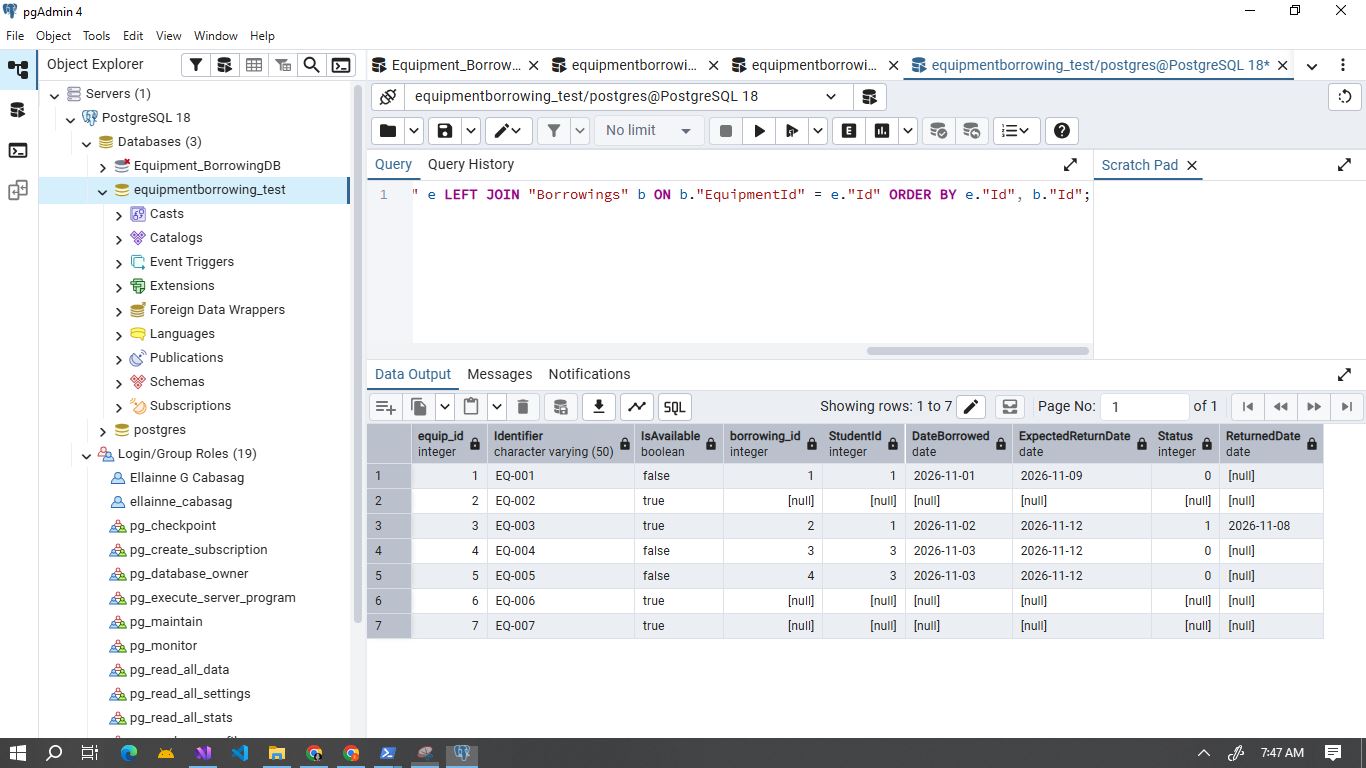 pgAdmin 4
File Object Tools Edit View Window Help
Object Explorer
Servers (1)
PostgreSQL 18
Databases (3)
Equipment_BorrowingDB
equipmentborrowing_test
Casts
Catalogs
Event Triggers
Extensions
Foreign Data Wrappers
Languages
Publications
Schemas
Subscriptions
postgres
Login/Group Roles (19)
Ellainne G Cabasag
ellainne_cabasag
pg_checkpoint
pg_create_subscription
pg_database_owner
pg_execute_server_program
pg_maintain
pg_monitor
pg_read_all_data
pg_read_all_settings
pg_read_all_stats
Equipment_Borrow... equipmentborrowi... equipmentborrowi... equipmentborrowing_test/postgres@PostgreSQL 18*
equipmentborrowing_test/postgres@PostgreSQL 18
No limit
E
Query Query History
Scratch Pad
1 " e LEFT JOIN "Borrowings" b ON b."EquipmentId" = e."Id" ORDER BY e."Id", b."Id";
Data Output Messages Notifications
SQL Showing rows: 1 to 7 Page No: 1 of 1
equip_id Identifier IsAvailable borrowing_id StudentId DateBorrowed ExpectedReturnDate Status ReturnedDate
integer character varying (50) boolean integer integer date date integer date
1 1 EQ-001 false 1 1 2026-11-01 2026-11-09 0 [null]
2 2 EQ-002 true [null] [null] [null] [null] [null] [null]
3 3 EQ-003 true 2 1 2026-11-02 2026-11-12 1 2026-11-08
4 4 EQ-004 false 3 3 2026-11-03 2026-11-12 0 [null]
5 5 EQ-005 false 4 3 2026-11-03 2026-11-12 0 [null]
6 6 EQ-006 true [null] [null] [null] [null] [null] [null]
7 7 EQ-007 true [null] [null] [null] [null] [null] [null]
7:47 AM